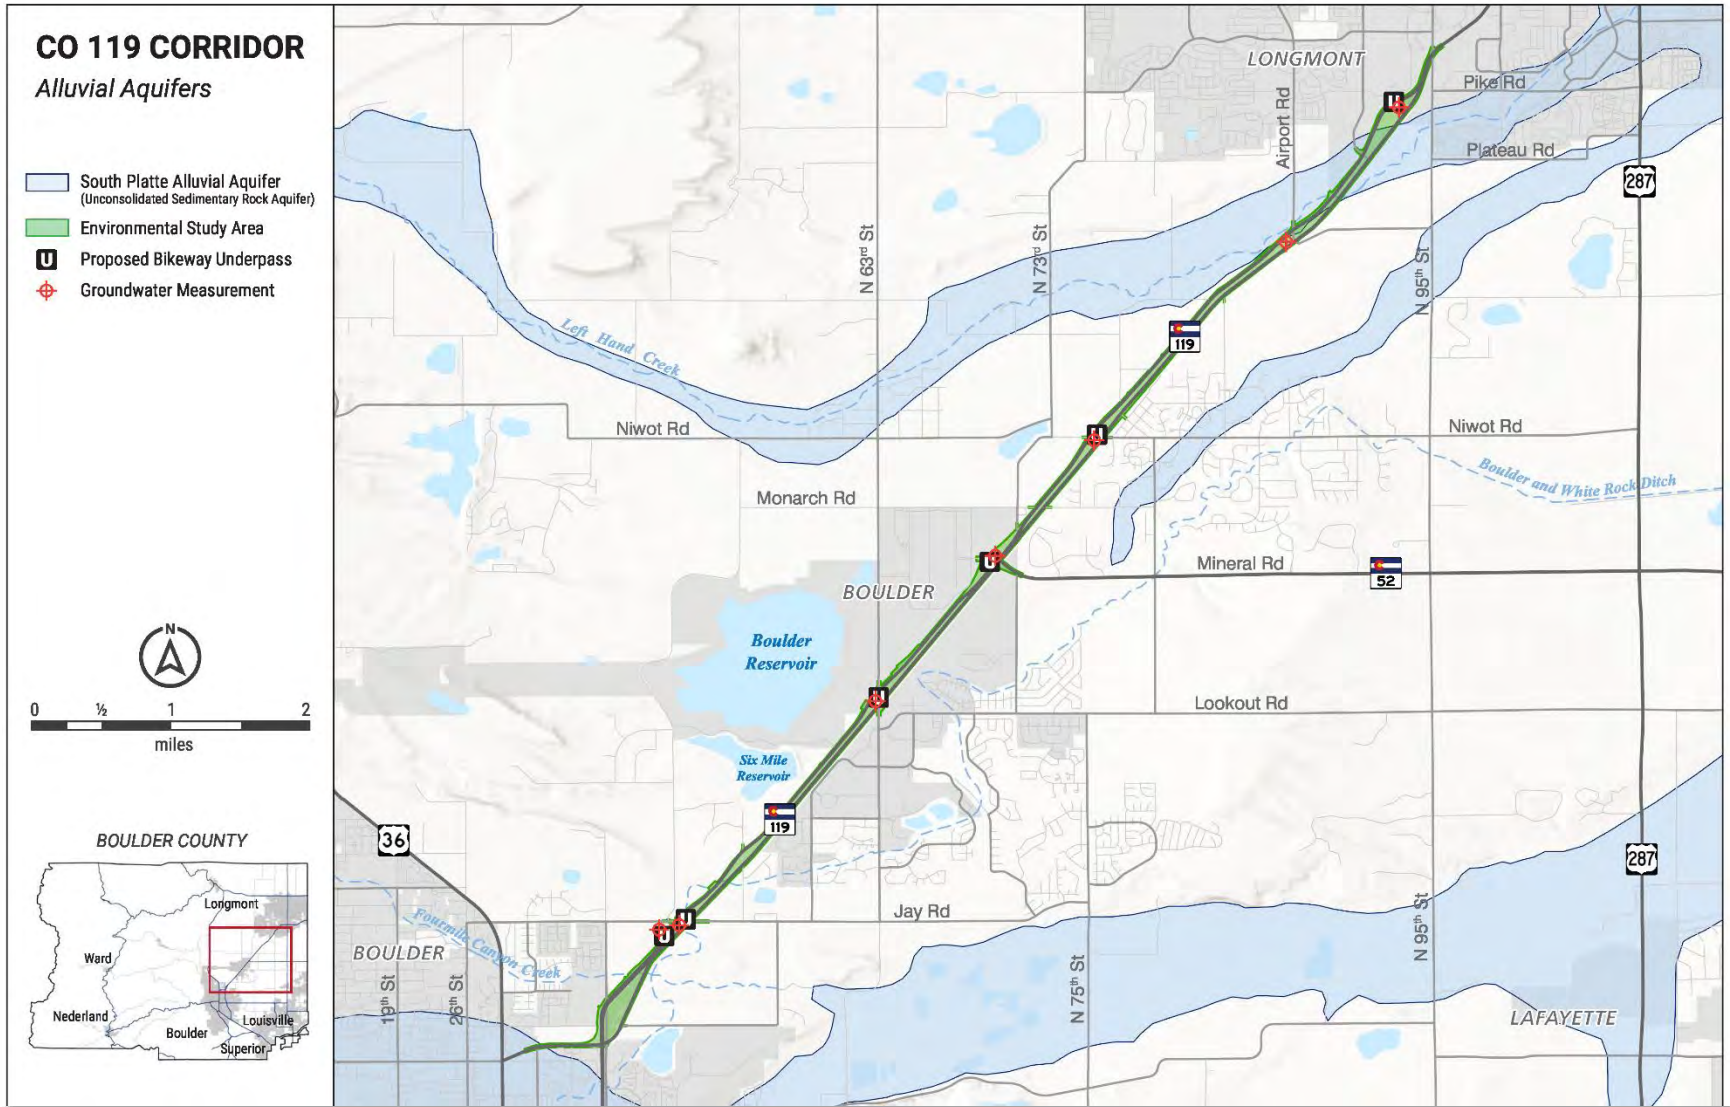 CO 119 CORRIDOR
Alluvial Aquifers
South Platte Alluvial Aquifer
(Unconsolidated Sedimentary Rock Aquifer)
Environmental Study Area
U Proposed Bikeway Underpass
Groundwater Measurement
N
0 ½ 1 2
miles
BOULDER COUNTY
Longmont
Ward
Nederland
Boulder
Louisville
Superior
LONGMONT
Pike Rd
U
Airport Rd
Plateau Rd
287
N 63rd St
N 73rd St
N 95th St
Left Hand Creek
119
Niwot Rd
U
Niwot Rd
Boulder and White Rock Ditch
Monarch Rd
U
Mineral Rd
52
BOULDER
Boulder
Reservoir
U
Lookout Rd
Six Mile
Reservoir
119
36
287
Jay Rd
U
U
Fourmile Canyon Creek
BOULDER
19th St
26th St
N 75th St
N 95th St
LAFAYETTE